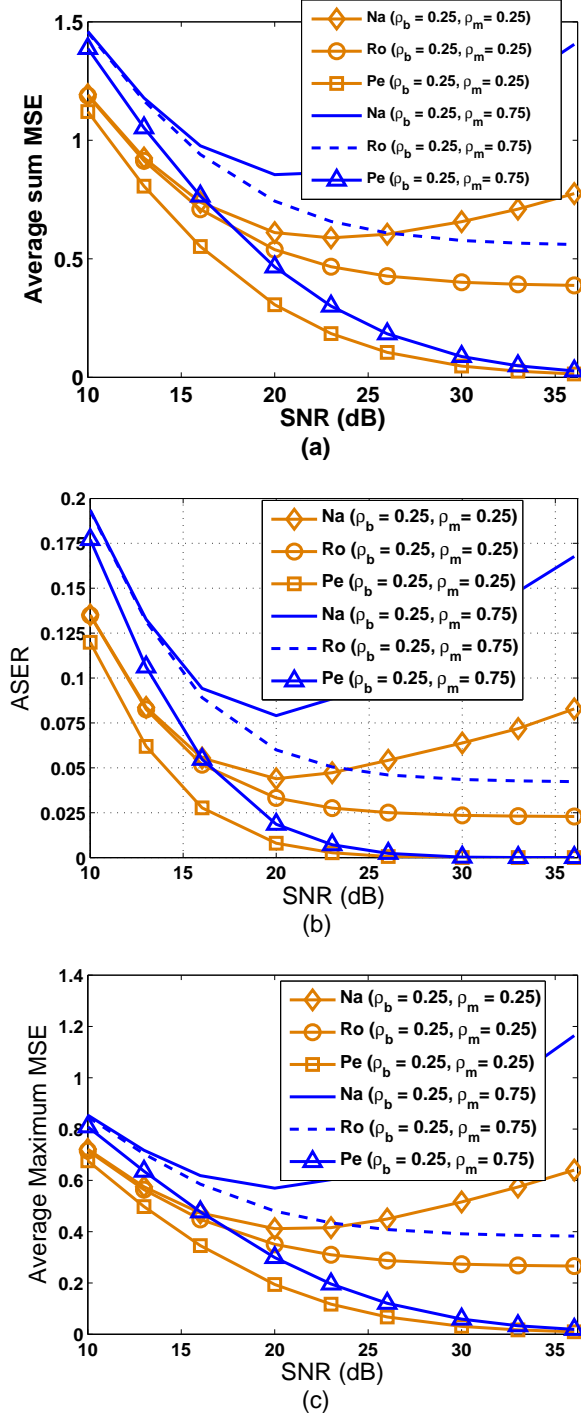 Average sum MSE
1.5
1
0.5
0
10 15 20 25 30 35
SNR (dB)
(a)
Na (ρb = 0.25, ρm = 0.25)
Ro (ρb = 0.25, ρm = 0.25)
Pe (ρb = 0.25, ρm = 0.25)
Na (ρb = 0.25, ρm = 0.75)
Ro (ρb = 0.25, ρm = 0.75)
Pe (ρb = 0.25, ρm = 0.75)
ASER
0.2
0.175
0.15
0.125
0.1
0.075
0.05
0.025
0
10 15 20 25 30 35
SNR (dB)
(b)
Na (ρb = 0.25, ρm = 0.25)
Ro (ρb = 0.25, ρm = 0.25)
Pe (ρb = 0.25, ρm = 0.25)
Na (ρb = 0.25, ρm = 0.75)
Ro (ρb = 0.25, ρm = 0.75)
Pe (ρb = 0.25, ρm = 0.75)
Average Maximum MSE
1.4
1.2
1
0.8
0.6
0.4
0.2
0
10 15 20 25 30 35
SNR (dB)
(c)
Na (ρb = 0.25, ρm = 0.25)
Ro (ρb = 0.25, ρm = 0.25)
Pe (ρb = 0.25, ρm = 0.25)
Na (ρb = 0.25, ρm = 0.75)
Ro (ρb = 0.25, ρm = 0.75)
Pe (ρb = 0.25, ρm = 0.75)